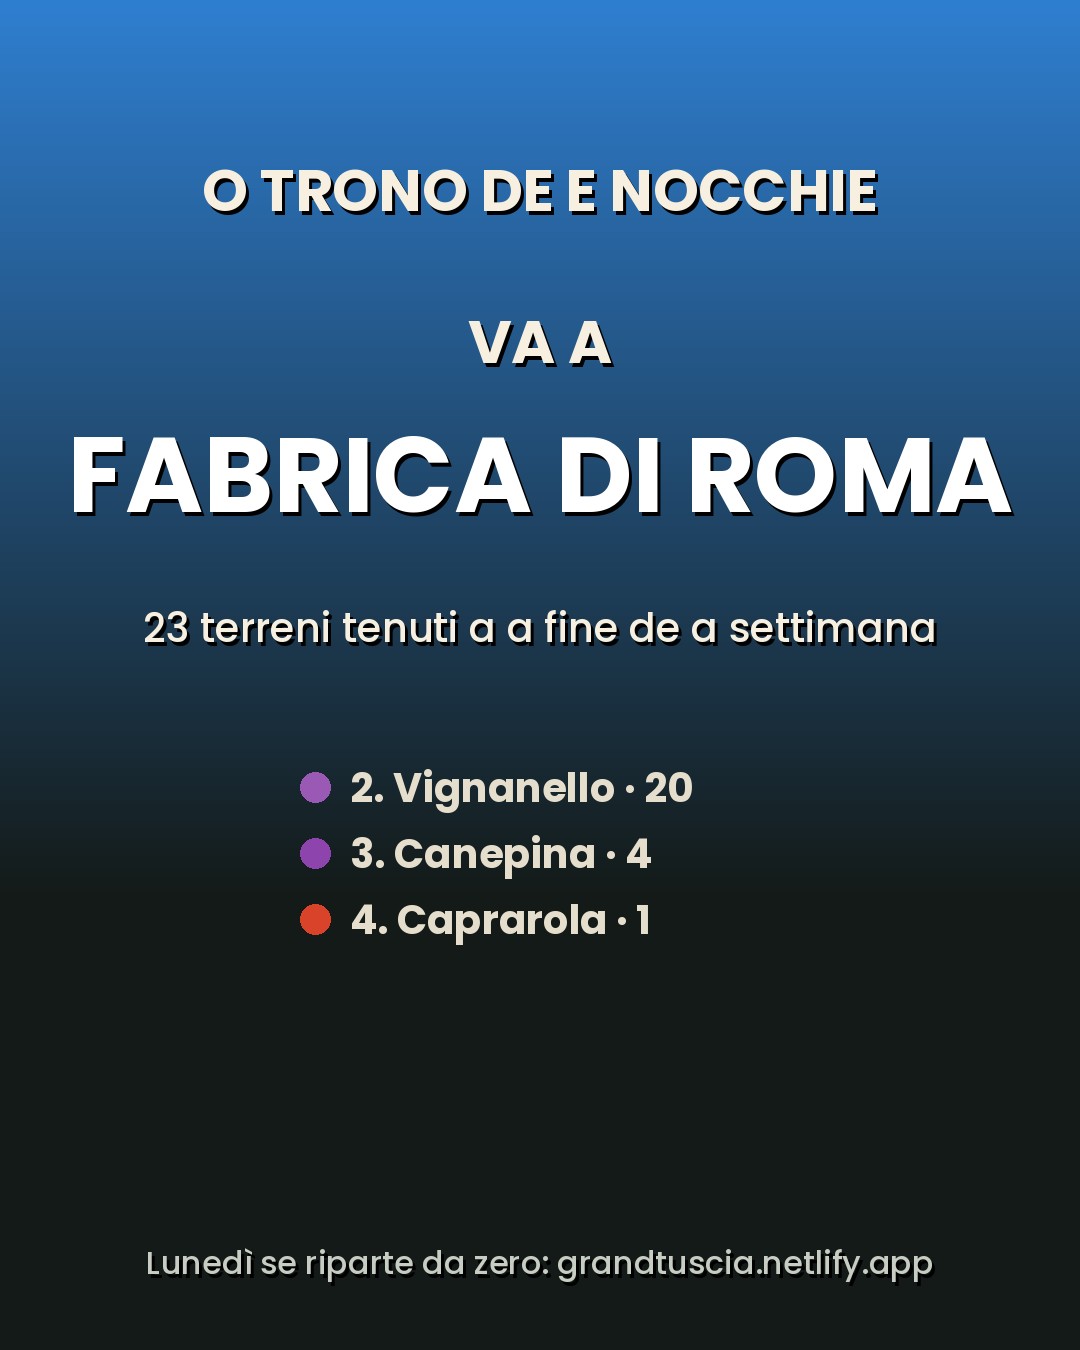 O TRONO DE E NOCCHIE
VA A
FABRICA DI ROMA
23 terreni tenuti a a fine de a settimana
2. Vignanello · 20
3. Canepina · 4
4. Caprarola · 1
Lunedì se riparte da zero: grandtuscia.netlify.app